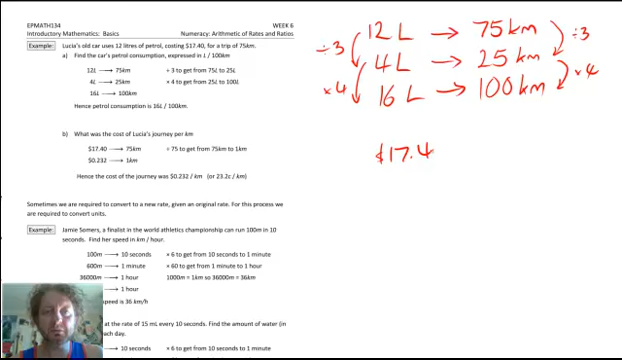 EPMATH134 WEEK 6
Introductory Mathematics: Basics Numeracy: Arithmetic of Rates and Ratios
Example: Lucia's old car uses 12 litres of petrol, costing $17.40, for a trip of 75km.
a) Find the car's petrol consumption, expressed in L / 100km
12L → 75km ÷ 3 to get from 75L to 25L
4L → 25km × 4 to get from 25L to 100L
16L → 100km
Hence petrol consumption is 16L / 100km.
b) What was the cost of Lucia's journey per km
$17.40 → 75km ÷ 75 to get from 75km to 1km
$0.232 → 1km
Hence the cost of the journey was $0.232 / km (or 23.2c / km)
Sometimes we are required to convert to a new rate, given an original rate. For this process we
are required to convert units.
Example: Jamie Somers, a finalist in the world athletics championship can run 100m in 10
seconds. Find her speed in km / hour.
100m → 10 seconds × 6 to get from 10 seconds to 1 minute
600m → 1 minute × 60 to get from 1 minute to 1 hour
36000m → 1 hour 1000m = 1km so 36000m = 36km
→ 1 hour
speed is 36 km/h
at the rate of 15 mL every 10 seconds. Find the amount of water (in
each day.
→ 10 seconds × 6 to get from 10 seconds to 1 minute
12 L → 75 km
÷3 ÷3
4 L → 25 km
×4 ×4
16 L → 100 km
$17.4